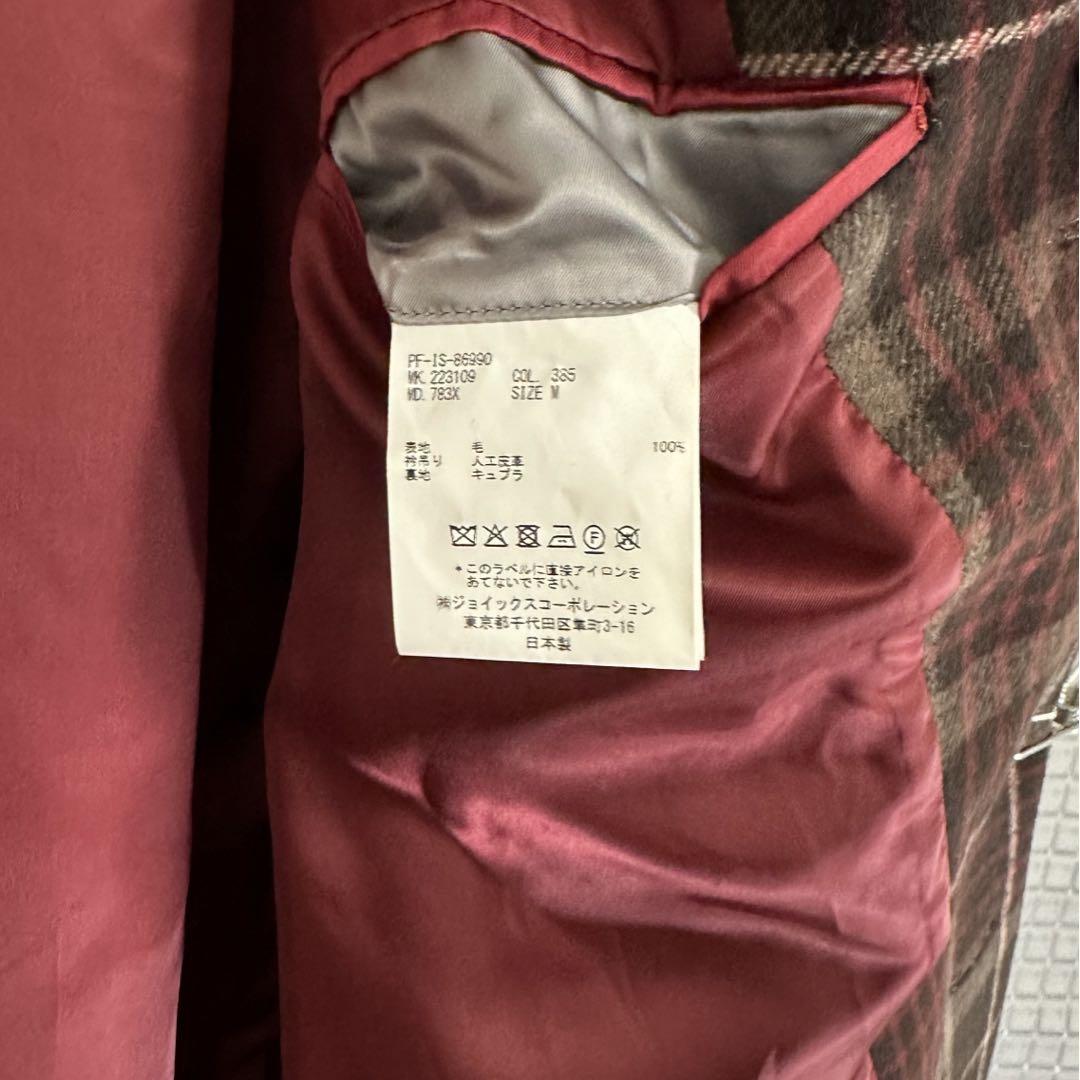 PF-IS-86990
WK. 223109 COL. 385
WD. 783X SIZE M
表地 毛 100%
衿吊り 人工皮革
裏地 キュプラ
F
*このラベルに直接アイロンを
あてないで下さい。
㈱ジョイックスコーポレーション
東京都千代田区隼町3-16
日本製